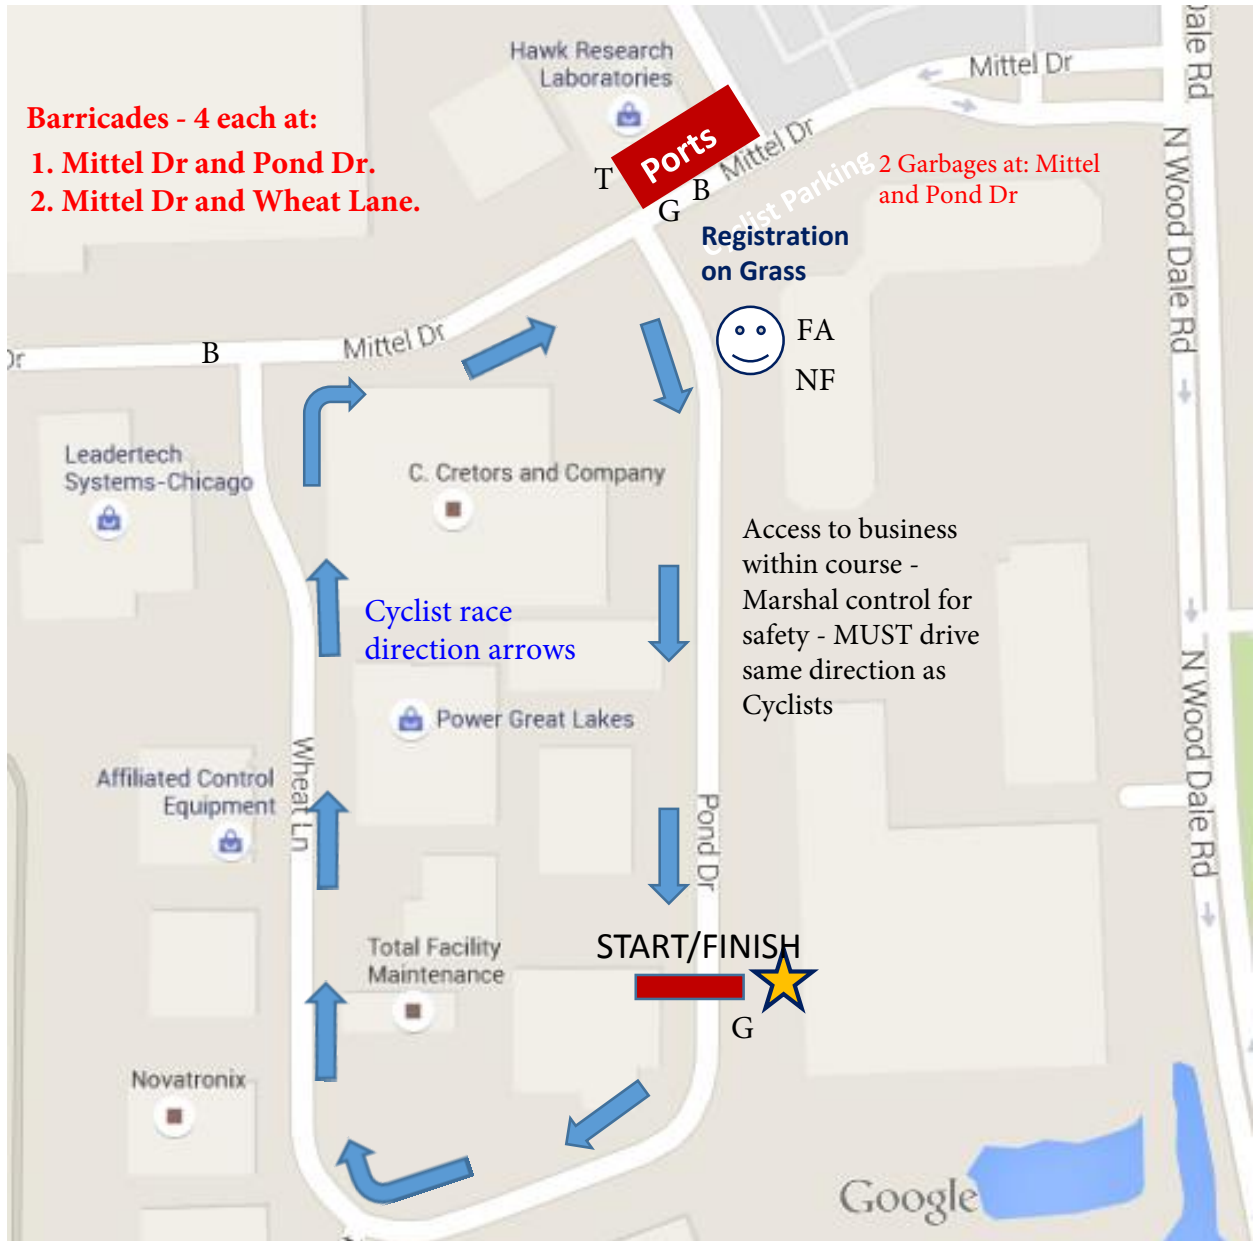 Hawk Research
Laboratories
Mittel Dr
Dale Rd
Barricades - 4 each at:
1. Mittel Dr and Pond Dr.
2. Mittel Dr and Wheat Lane.
Ports
Mittel Dr
T
B
G
Cyclist Parking
2 Garbages at: Mittel
and Pond Dr
Registration
on Grass
N Wood Dale Rd
FA
NF
Dr
B
Mittel Dr
Leadertech
Systems-Chicago
C. Cretors and Company
Access to business
within course -
Marshal control for
safety - MUST drive
same direction as
Cyclists
Cyclist race
direction arrows
Power Great Lakes
N Wood Dale Rd
Wheat Ln
Affiliated Control
Equipment
Pond Dr
START/FINISH
Total Facility
Maintenance
G
Novatronix
Google